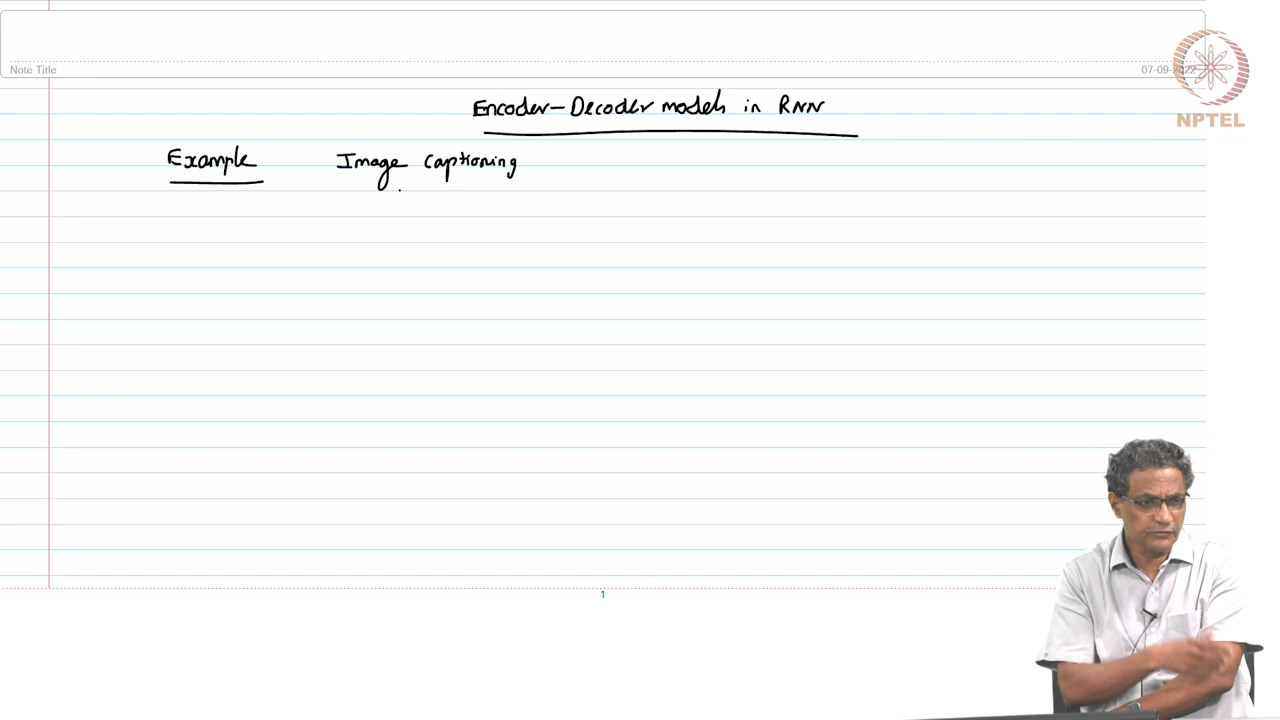 Note Title
07-09-2022
NPTEL
Encoder-Decoder models in RNN
Example Image Captioning
1